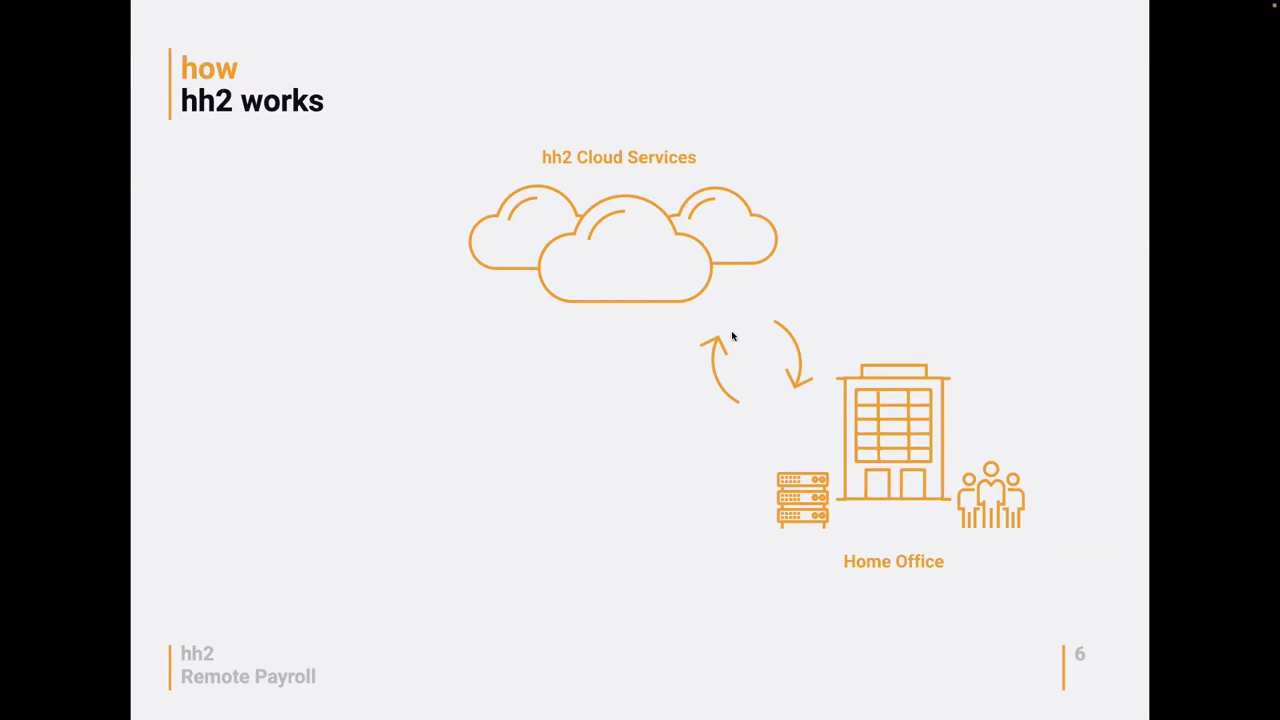 how
hh2 works
hh2 Cloud Services
Home Office
hh2
Remote Payroll
6